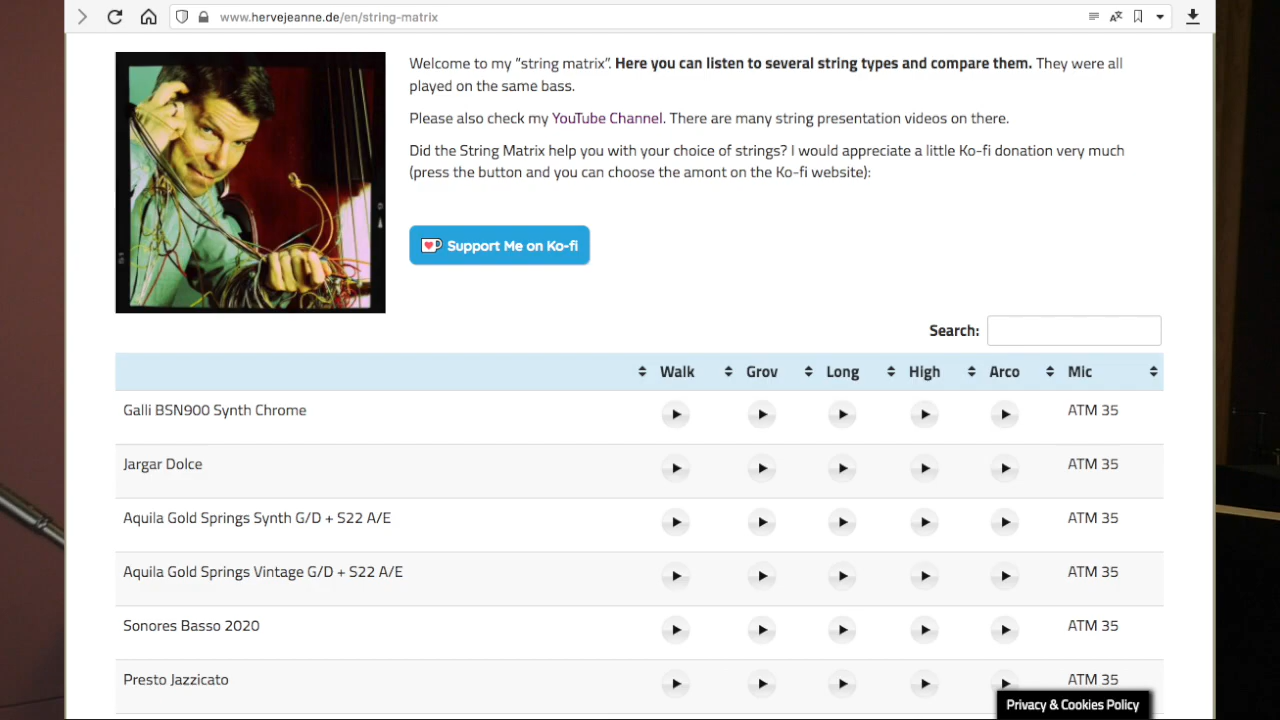 www.hervejeanne.de/en/string-matrix
Welcome to my "string matrix". Here you can listen to several string types and compare them. They were all
played on the same bass.
Please also check my YouTube Channel. There are many string presentation videos on there.
Did the String Matrix help you with your choice of strings? I would appreciate a little Ko-fi donation very much
(press the button and you can choose the amont on the Ko-fi website):
Support Me on Ko-fi
Search:
Walk Grov Long High Arco Mic
Galli BSN900 Synth Chrome ATM 35
Jargar Dolce ATM 35
Aquila Gold Springs Synth G/D + S22 A/E ATM 35
Aquila Gold Springs Vintage G/D + S22 A/E ATM 35
Sonores Basso 2020 ATM 35
Presto Jazzicato ATM 35
Privacy & Cookies Policy